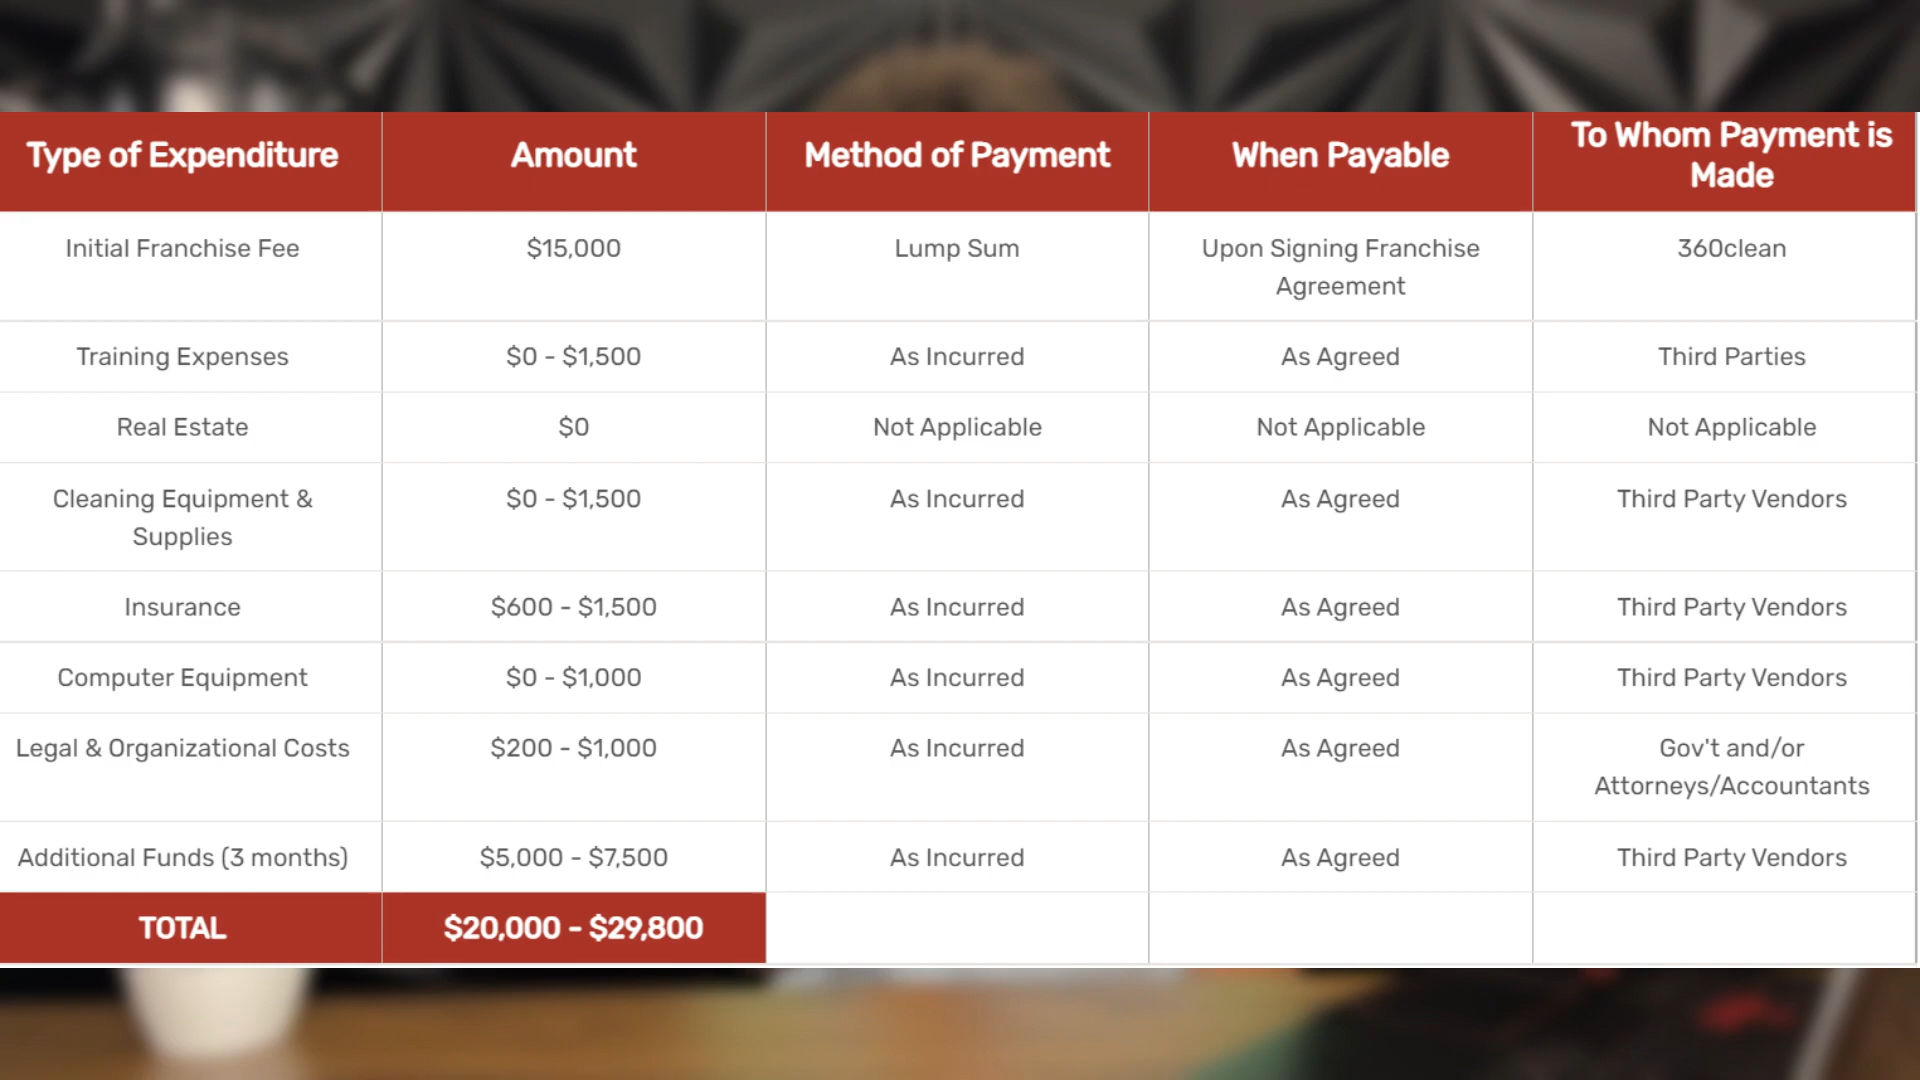 Type of Expenditure
Amount
Method of Payment
When Payable
To Whom Payment is
Made
Initial Franchise Fee
$15,000
Lump Sum
Upon Signing Franchise
Agreement
360clean
Training Expenses
$0 - $1,500
As Incurred
As Agreed
Third Parties
Real Estate
$0
Not Applicable
Not Applicable
Not Applicable
Cleaning Equipment &
Supplies
$0 - $1,500
As Incurred
As Agreed
Third Party Vendors
Insurance
$600 - $1,500
As Incurred
As Agreed
Third Party Vendors
Computer Equipment
$0 - $1,000
As Incurred
As Agreed
Third Party Vendors
Legal & Organizational Costs
$200 - $1,000
As Incurred
As Agreed
Gov't and/or
Attorneys/Accountants
Additional Funds (3 months)
$5,000 - $7,500
As Incurred
As Agreed
Third Party Vendors
TOTAL
$20,000 - $29,800